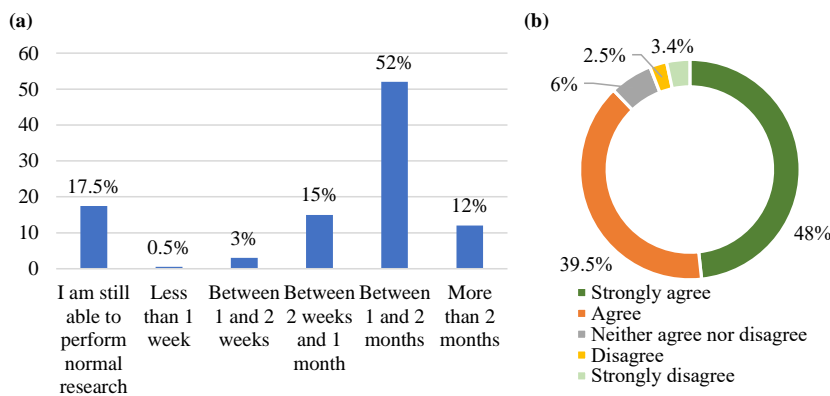 (a)
60
50
40
30
20
10
0
17.5%
0.5%
3%
15%
52%
12%
I am still
able to
perform
normal
research
Less
than 1
week
Between
1 and 2
weeks
Between
2 weeks
and 1
month
Between
1 and 2
months
More
than 2
months
(b)
2.5%
3.4%
6%
39.5%
48%
Strongly agree
Agree
Neither agree nor disagree
Disagree
Strongly disagree